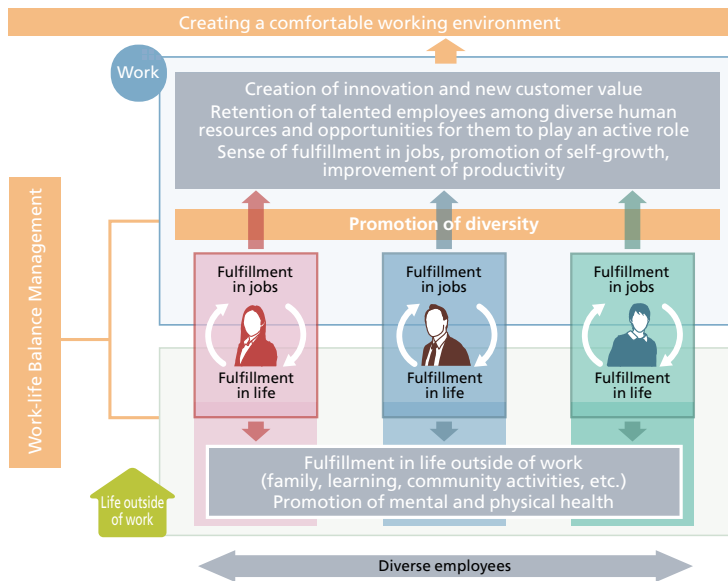 Creating a comfortable working environment
Work
Creation of innovation and new customer value
Retention of talented employees among diverse human
resources and opportunities for them to play an active role
Sense of fulfillment in jobs, promotion of self-growth,
improvement of productivity
Work-life Balance Management
Promotion of diversity
Fulfillment
in jobs
Fulfillment
in life
Fulfillment
in jobs
Fulfillment
in life
Fulfillment
in jobs
Fulfillment
in life
Life outside
of work
Fulfillment in life outside of work
(family, learning, community activities, etc.)
Promotion of mental and physical health
Diverse employees